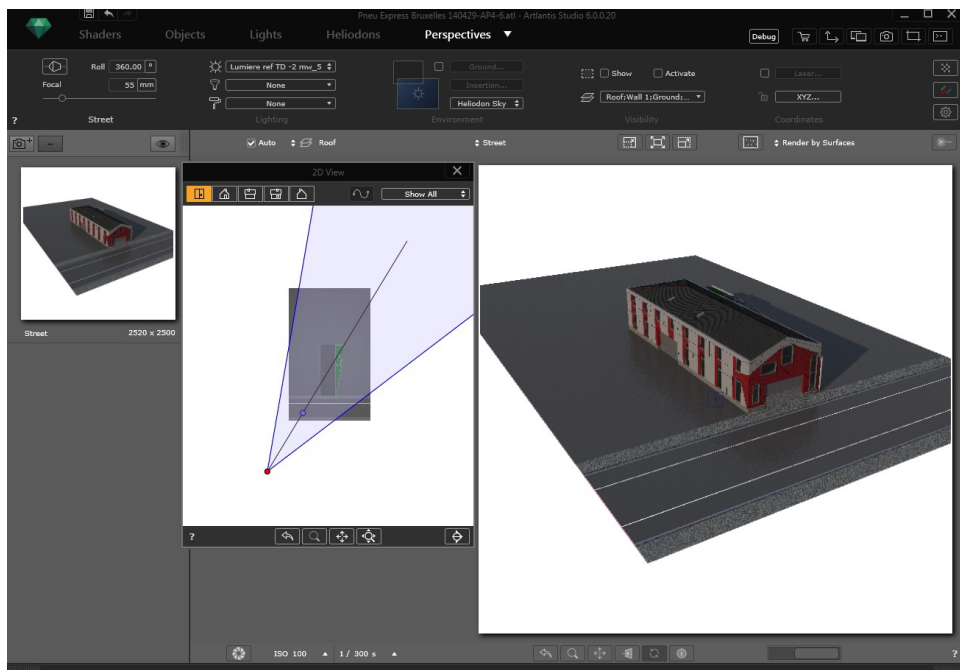 Pneu Express Bruxelles 140429-AP4-6.atl - Artlantis Studio 6.0.0.20
Shaders Objects Lights Heliodons Perspectives ▼ Debug
Roll 360.00 º Lumiere ref TD -2 mw_5 Ground... Show Activate Laser...
Focal 55 mm None Insertion... Roof;Wall 1;Ground;... XYZ...
None Heliodon Sky
? Street Lighting Environment Visibility Coordinates
Auto Roof Street Render by Surfaces
2D View
Show All
Street 2520 x 2500
?
ISO 100 1 / 300 s ?